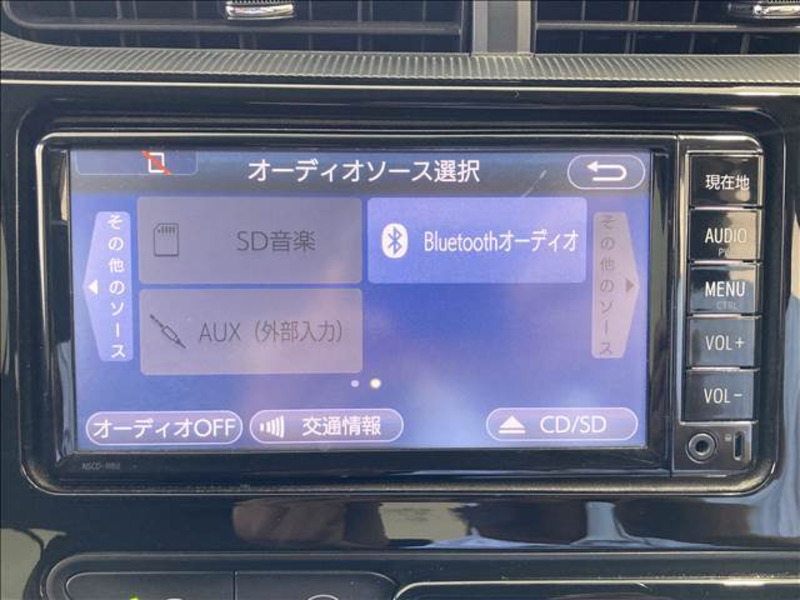 オーディオソース選択
その他のソース
SD音楽
Bluetoothオーディオ
その他のソース
AUX（外部入力）
オーディオOFF
交通情報
CD/SD
現在地
AUDIO
MENU
CTRL
VOL+
VOL-